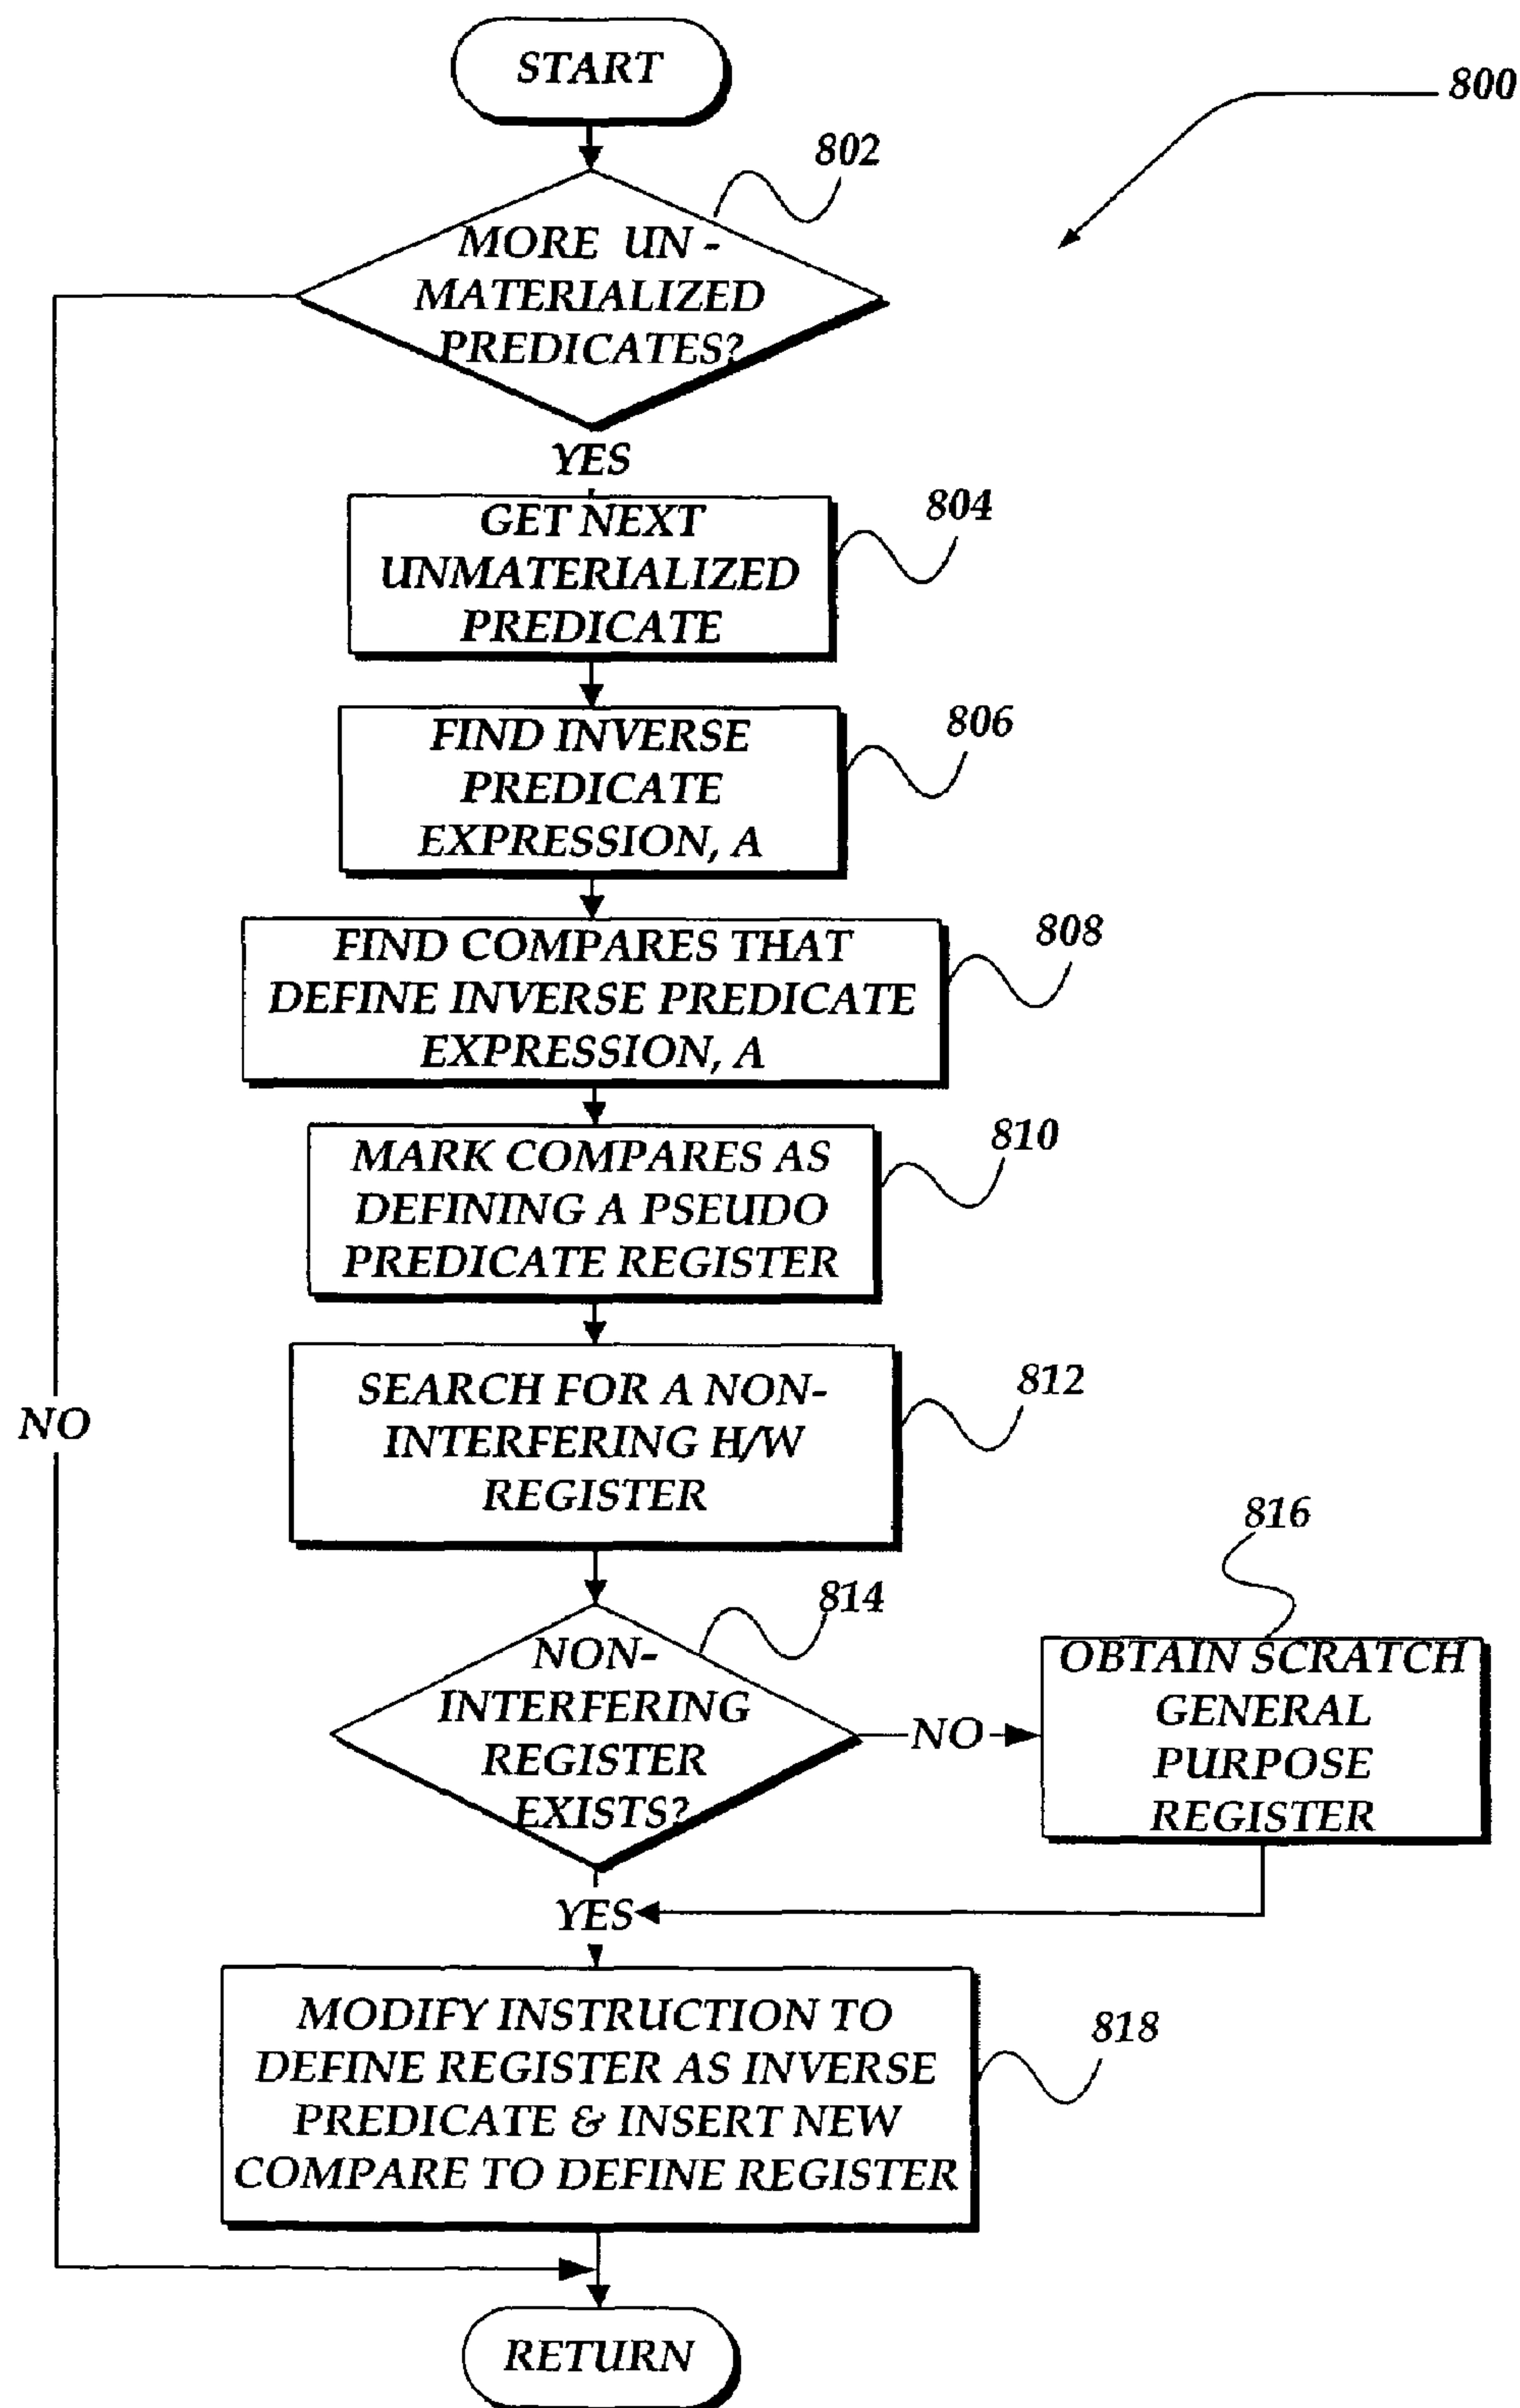 START
800
802
MORE UN-
MATERIALIZED
PREDICATES?
YES
804
GET NEXT
UNMATERIALIZED
PREDICATE
806
FIND INVERSE
PREDICATE
EXPRESSION, A
808
FIND COMPARES THAT
DEFINE INVERSE PREDICATE
EXPRESSION, A
810
MARK COMPARES AS
DEFINING A PSEUDO
PREDICATE REGISTER
812
SEARCH FOR A NON-
INTERFERING H/W
REGISTER
NO
814
NON-
INTERFERING
REGISTER
EXISTS?
NO
816
OBTAIN SCRATCH
GENERAL
PURPOSE
REGISTER
YES
818
MODIFY INSTRUCTION TO
DEFINE REGISTER AS INVERSE
PREDICATE & INSERT NEW
COMPARE TO DEFINE REGISTER
RETURN